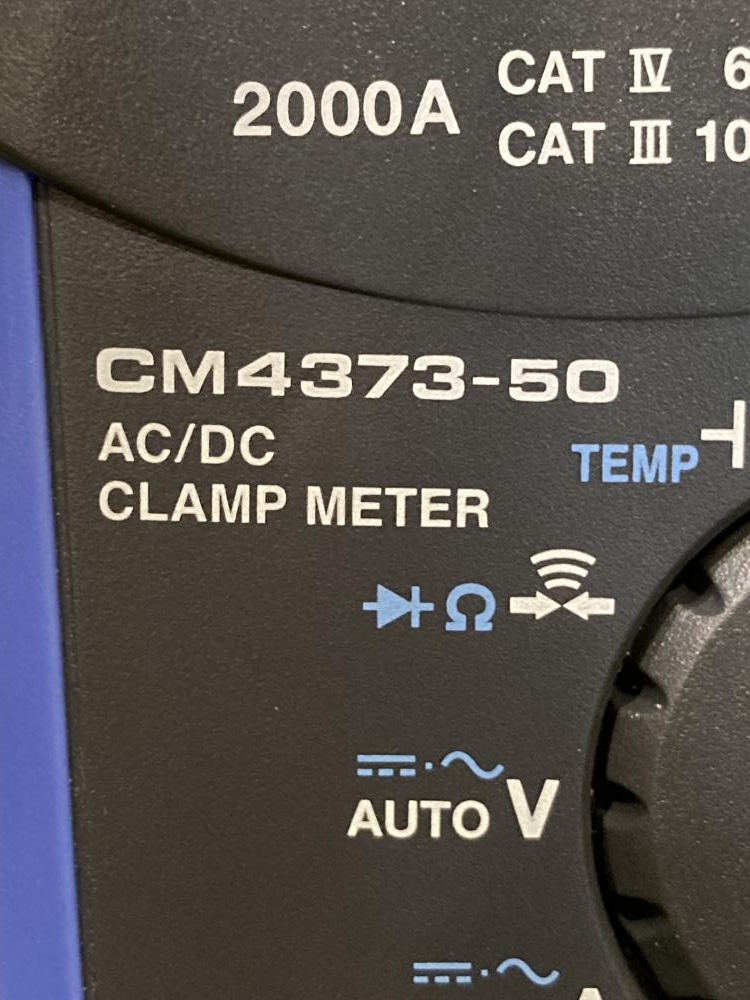 2000A
CAT Ⅳ 6
CAT Ⅲ 10
CM4373-50
AC/DC
CLAMP METER
TEMP
Ω
AUTO V